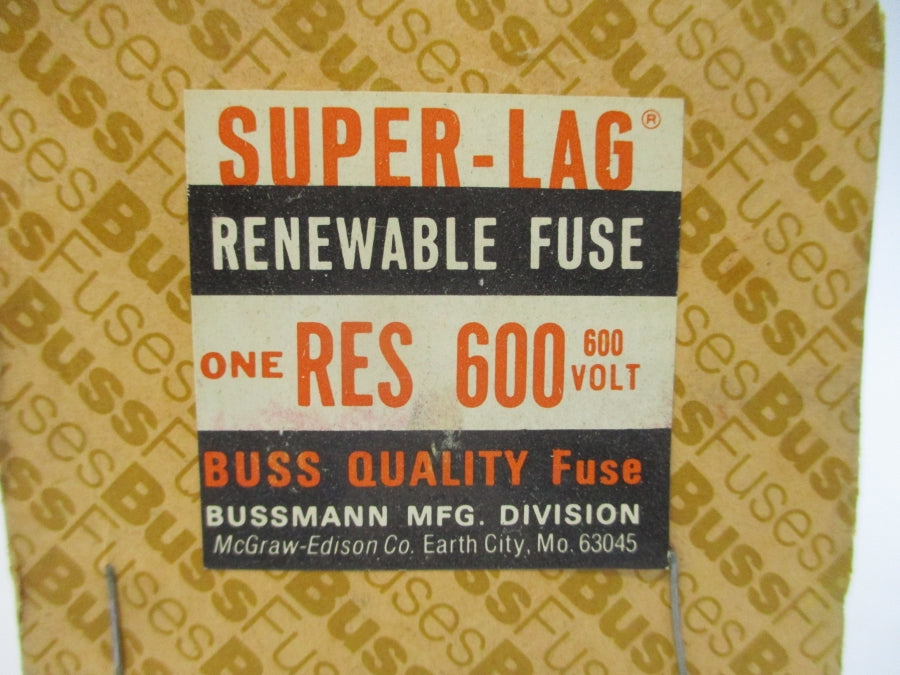 SUPER-LAG®
RENEWABLE FUSE
ONE RES 600 600 VOLT
BUSS QUALITY Fuse
BUSSMANN MFG. DIVISION
McGraw-Edison Co. Earth City, Mo. 63045
BussFuses